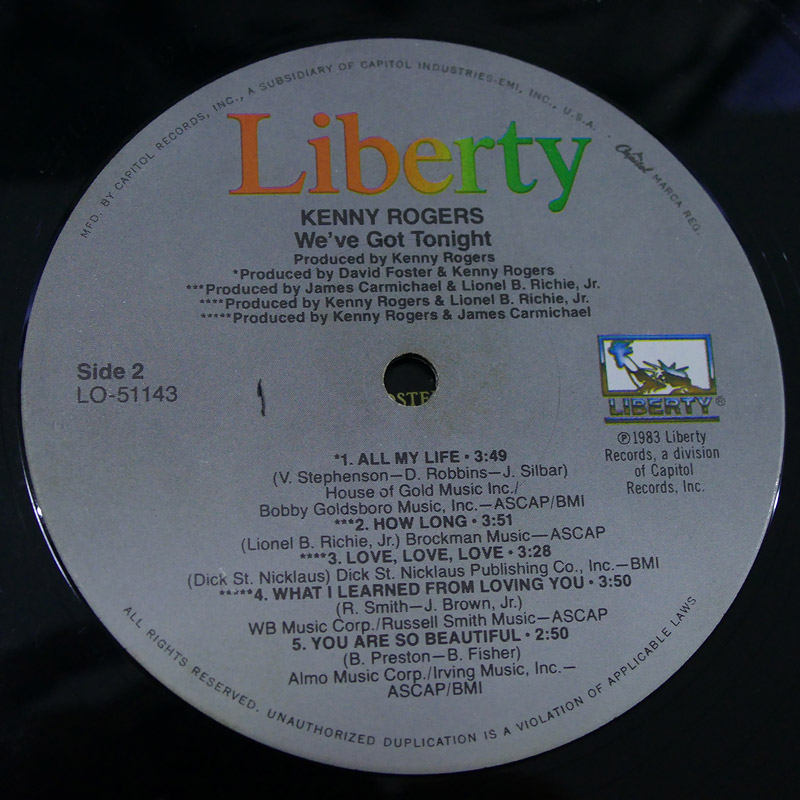 MFD. BY CAPITOL RECORDS, INC., A SUBSIDIARY OF CAPITOL INDUSTRIES-EMI, INC., U.S.A. · Capitol MARCA REG.
Liberty
KENNY ROGERS
We've Got Tonight
Produced by Kenny Rogers
*Produced by David Foster & Kenny Rogers
***Produced by James Carmichael & Lionel B. Richie, Jr.
****Produced by Kenny Rogers & Lionel B. Richie, Jr.
*****Produced by Kenny Rogers & James Carmichael
Side 2
LO-51143
LIBERTY®
℗1983 Liberty
Records, a division
of Capitol
Records, Inc.
*1. ALL MY LIFE • 3:49
(V. Stephenson—D. Robbins—J. Silbar)
House of Gold Music Inc./
Bobby Goldsboro Music, Inc.—ASCAP/BMI
***2. HOW LONG • 3:51
(Lionel B. Richie, Jr.) Brockman Music—ASCAP
****3. LOVE, LOVE, LOVE • 3:28
(Dick St. Nicklaus) Dick St. Nicklaus Publishing Co., Inc.—BMI
*****4. WHAT I LEARNED FROM LOVING YOU • 3:50
(R. Smith—J. Brown, Jr.)
WB Music Corp./Russell Smith Music—ASCAP
5. YOU ARE SO BEAUTIFUL • 2:50
(B. Preston—B. Fisher)
Almo Music Corp./Irving Music, Inc.—
ASCAP/BMI
ALL RIGHTS RESERVED. UNAUTHORIZED DUPLICATION IS A VIOLATION OF APPLICABLE LAWS